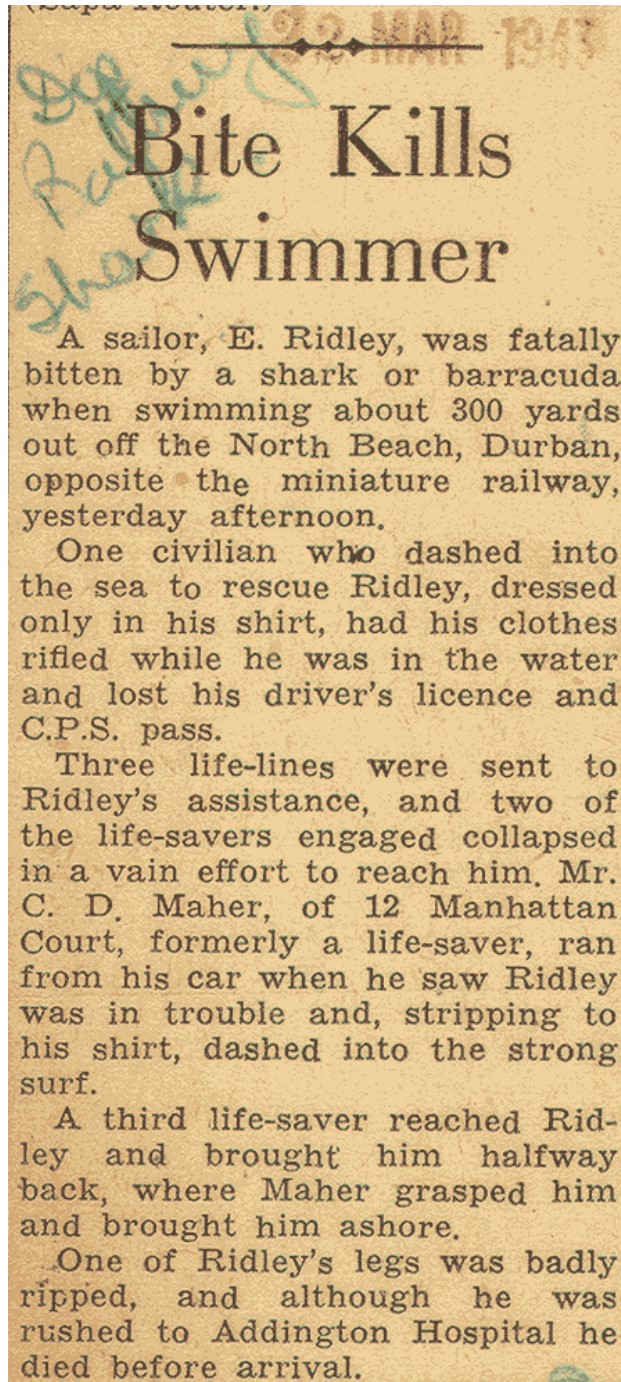 (Sapa-Reuter.)
22 MAR 1943
Bite Kills
Swimmer
Shark
A sailor, E. Ridley, was fatally
bitten by a shark or barracuda
when swimming about 300 yards
out off the North Beach, Durban,
opposite the miniature railway,
yesterday afternoon.
One civilian who dashed into
the sea to rescue Ridley, dressed
only in his shirt, had his clothes
rifled while he was in the water
and lost his driver's licence and
C.P.S. pass.
Three life-lines were sent to
Ridley's assistance, and two of
the life-savers engaged collapsed
in a vain effort to reach him. Mr.
C. D. Maher, of 12 Manhattan
Court, formerly a life-saver, ran
from his car when he saw Ridley
was in trouble and, stripping to
his shirt, dashed into the strong
surf.
A third life-saver reached Rid-
ley and brought him halfway
back, where Maher grasped him
and brought him ashore.
One of Ridley's legs was badly
ripped, and although he was
rushed to Addington Hospital he
died before arrival.